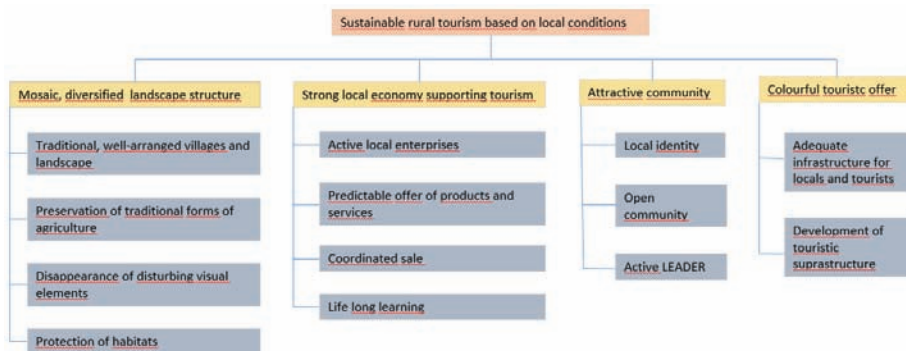 Sustainable rural tourism based on local conditions
Mosaic, diversified landscape structure
Traditional, well-arranged villages and
landscape
Preservation of traditional forms of
agriculture
Disappearance of disturbing visual
elements
Protection of habitats
Strong local economy supporting tourism
Active local enterprises
Predictable offer of products and
services
Coordinated sale
Life long learning
Attractive community
Local identity
Open
community
Active LEADER
Colourful touristc offer
Adequate
infrastructure for
locals and tourists
Development of
touristic
suprastructure